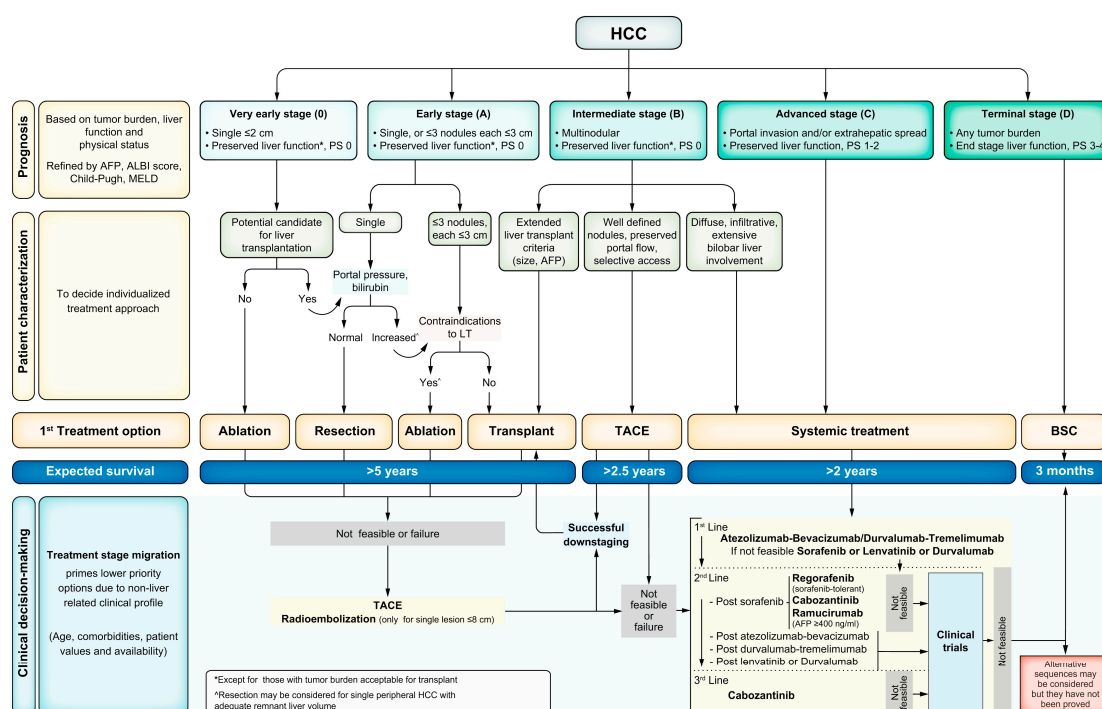 HCC
Prognosis
Based on tumor burden, liver
function and
physical status
Refined by AFP, ALBI score,
Child-Pugh, MELD
Very early stage (0)
• Single ≤2 cm
• Preserved liver function*, PS 0
Early stage (A)
• Single, or ≤3 nodules each ≤3 cm
• Preserved liver function*, PS 0
Intermediate stage (B)
• Multinodular
• Preserved liver function*, PS 0
Advanced stage (C)
• Portal invasion and/or extrahepatic spread
• Preserved liver function, PS 1-2
Terminal stage (D)
• Any tumor burden
• End stage liver function, PS 3-4
Patient characterization
To decide individualized
treatment approach
Potential candidate
for liver
transplantation
Single
≤3 nodules,
each ≤3 cm
Extended
liver transplant
criteria
(size, AFP)
Well defined
nodules, preserved
portal flow,
selective access
Diffuse, infiltrative,
extensive
bilobar liver
involvement
No
Yes
Portal pressure,
bilirubin
Normal
Increased^
Contraindications
to LT
Yes^
No
1st Treatment option
Ablation
Resection
Ablation
Transplant
TACE
Systemic treatment
BSC
Expected survival
>5 years
>2.5 years
>2 years
3 months
Clinical decision-making
Treatment stage migration
primes lower priority
options due to non-liver
related clinical profile
(Age, comorbidities, patient
values and availability)
Not feasible or failure
Successful
downstaging
TACE
Radioembolization (only for single lesion ≤8 cm)
Not
feasible
or
failure
1st Line
Atezolizumab-Bevacizumab/Durvalumab-Tremelimumab
If not feasible Sorafenib or Lenvatinib or Durvalumab
2nd Line
- Post sorafenib
Regorafenib
(sorafenib-tolerant)
Cabozantinib
Ramucirumab
(AFP ≥400 ng/ml)
Not
feasible
- Post atezolizumab-bevacizumab
- Post durvalumab-tremelimumab
- Post lenvatinib or Durvalumab
Clinical
trials
Not feasible
3rd Line
Cabozantinib
Not
feasible
Alternative
sequences may
be considered
but they have not
been proved
*Except for those with tumor burden acceptable for transplant
^Resection may be considered for single peripheral HCC with
adequate remnant liver volume